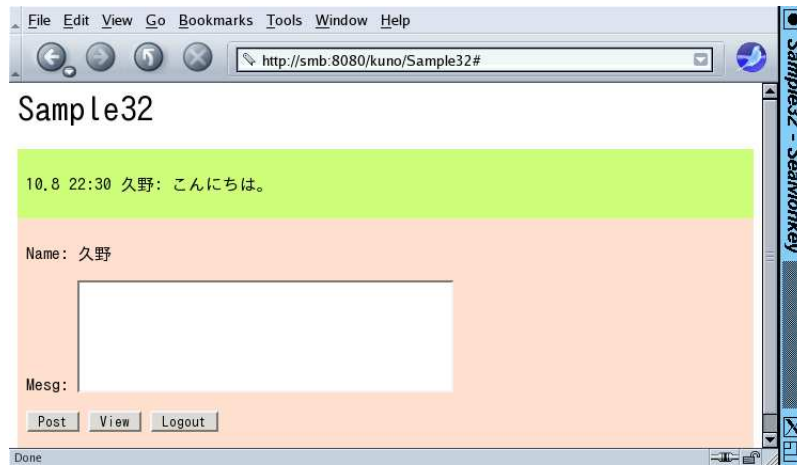 File Edit View Go Bookmarks Tools Window Help
http://smb:8080/kuno/Sample32#
Sample32 - SeaMonkey
Sample32
10.8 22:30 久野: こんにちは。
Name: 久野
Mesg:
Post View Logout
Done